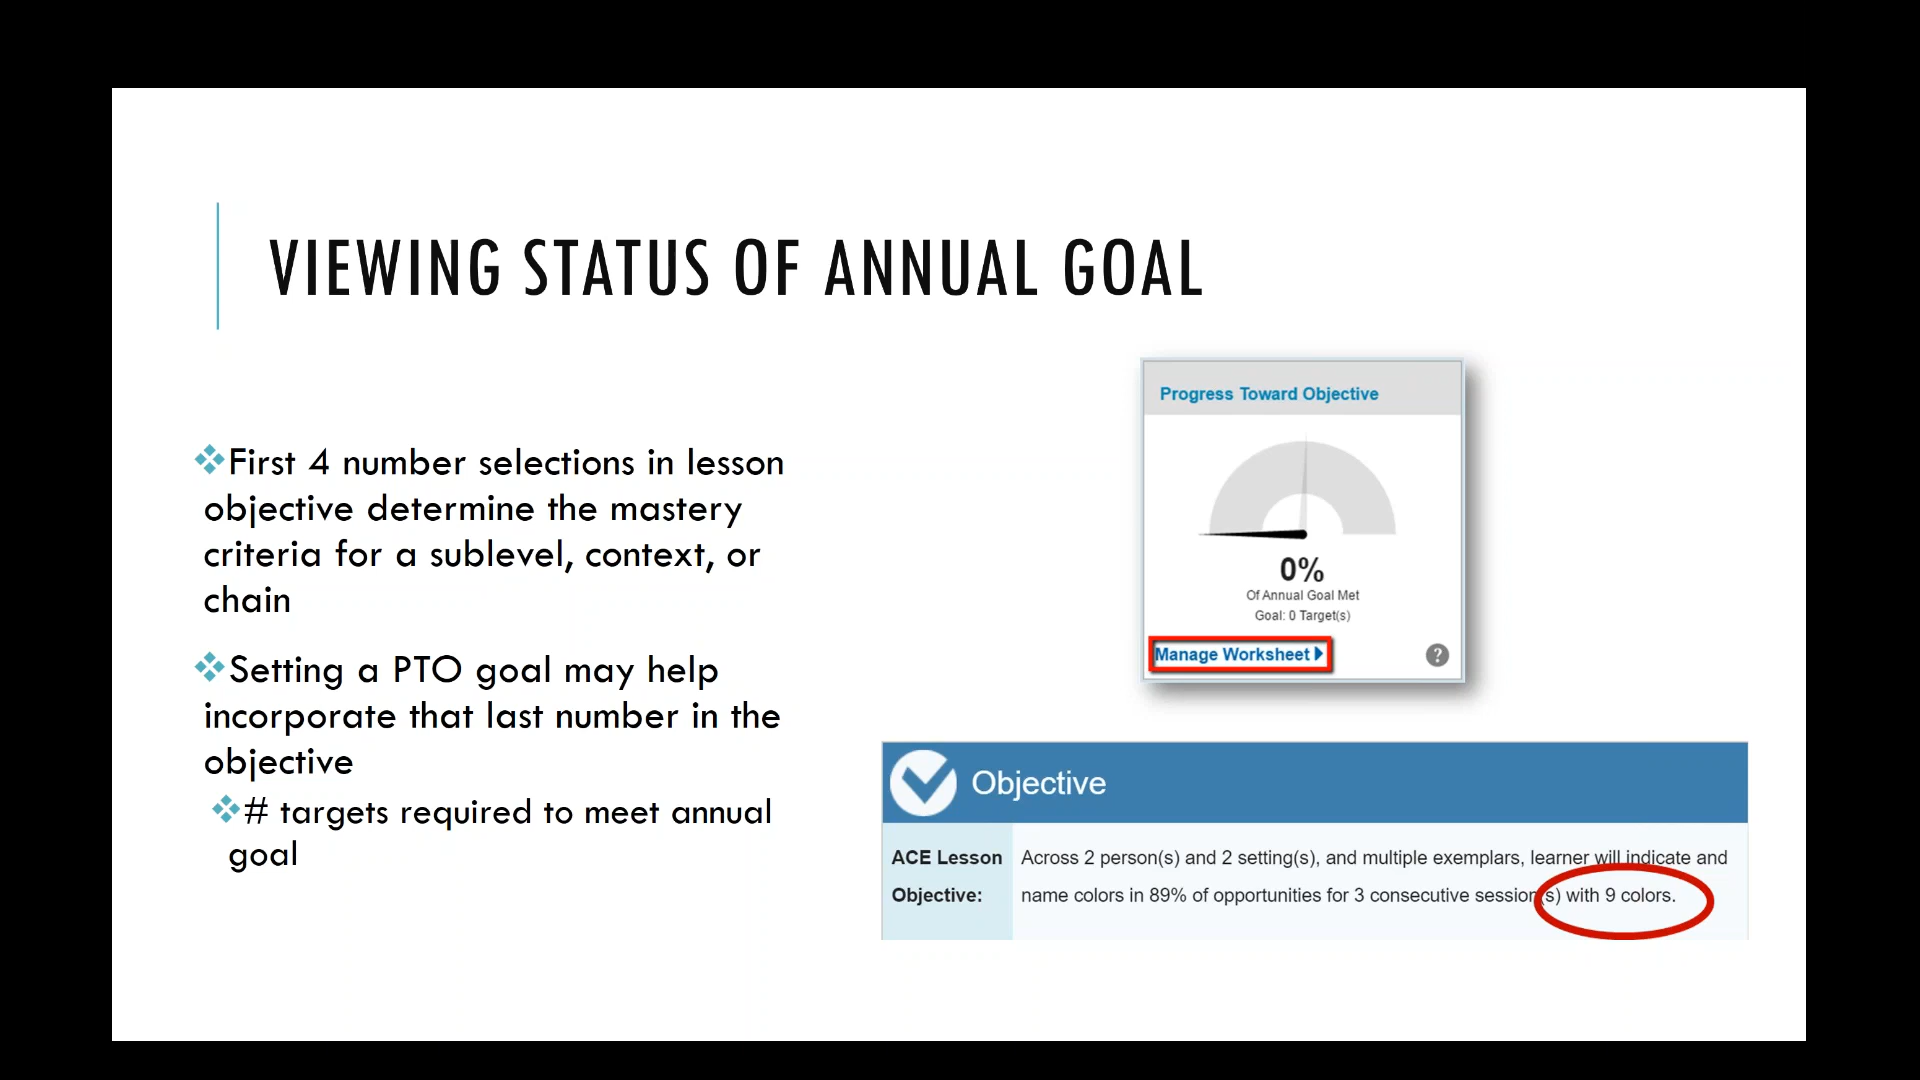 VIEWING STATUS OF ANNUAL GOAL
First 4 number selections in lesson
objective determine the mastery
criteria for a sublevel, context, or
chain
Setting a PTO goal may help
incorporate that last number in the
objective
# targets required to meet annual
goal
Progress Toward Objective
0%
Of Annual Goal Met
Goal: 0 Target(s)
Manage Worksheet
?
Objective
ACE Lesson
Objective:
Across 2 person(s) and 2 setting(s), and multiple exemplars, learner will indicate and
name colors in 89% of opportunities for 3 consecutive session(s) with 9 colors.